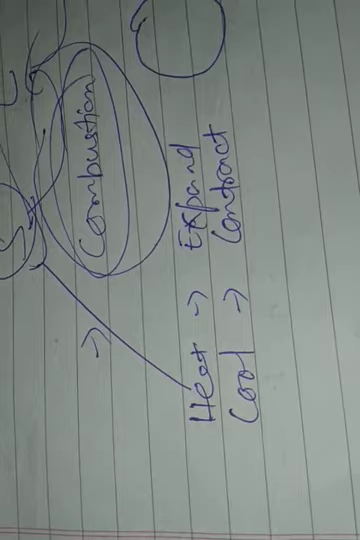 → Combustion
Heat → Expand
Cool → Contract